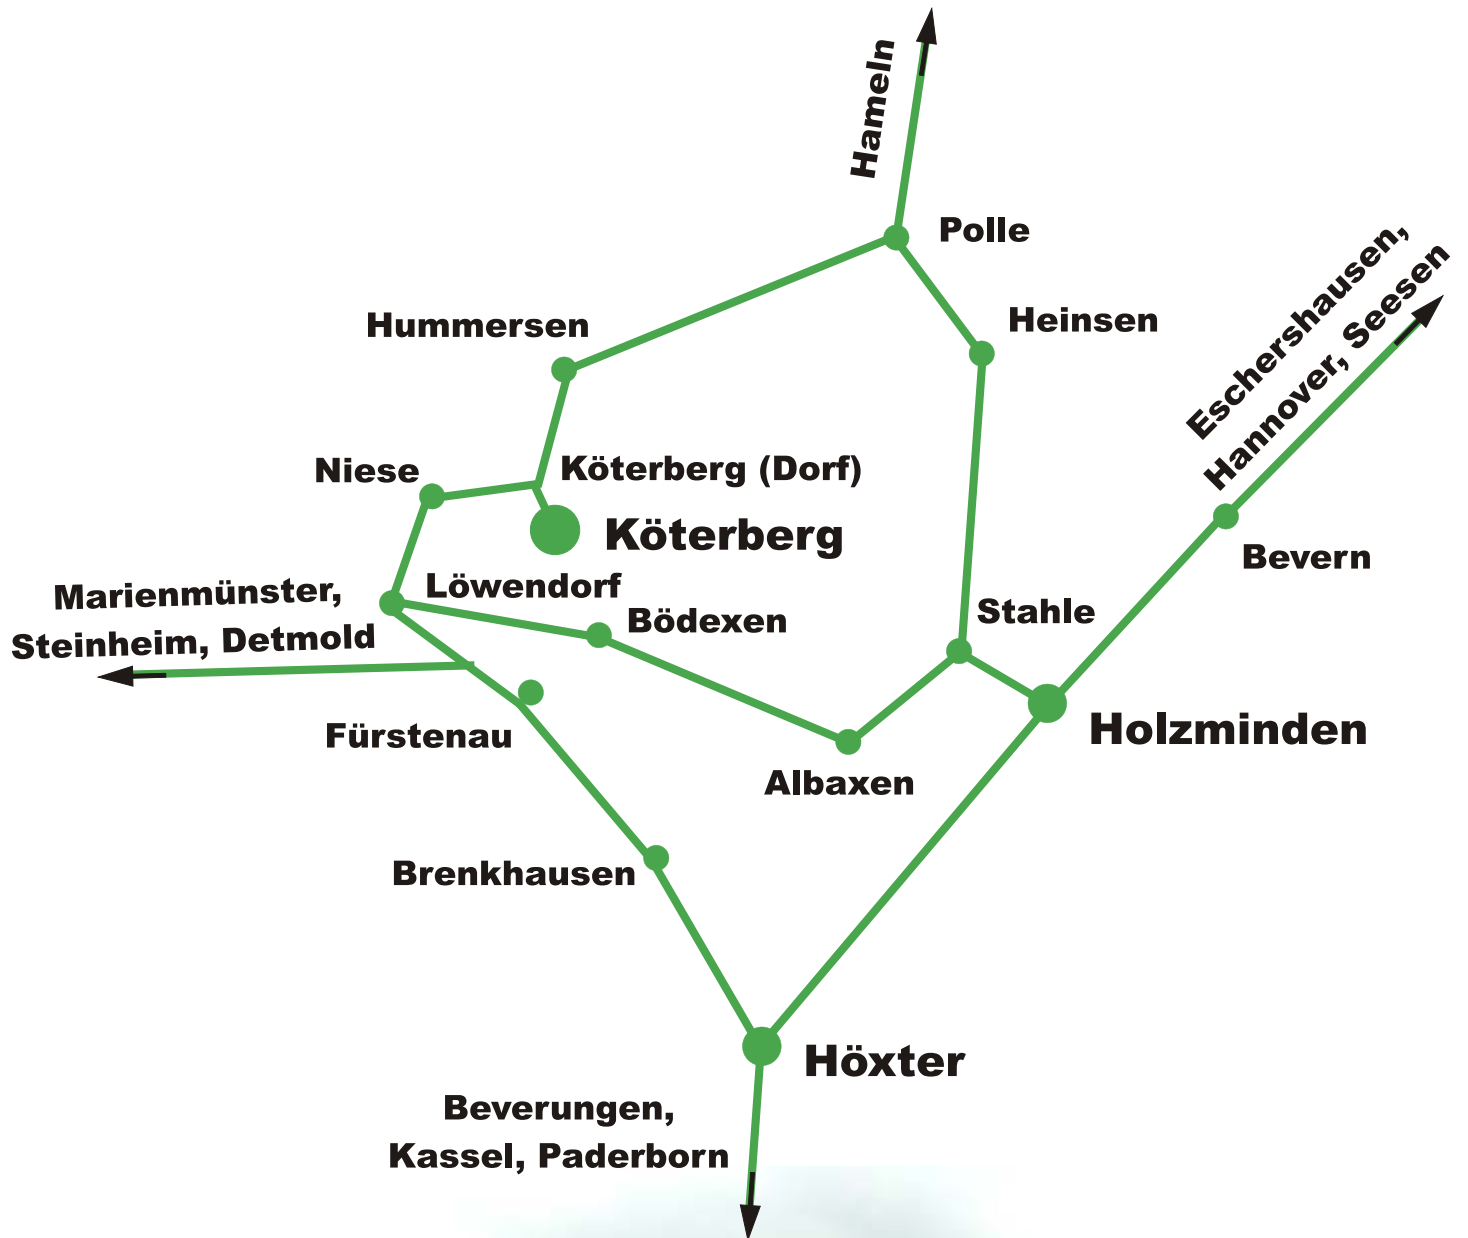 Hameln
Polle
Eschershausen,
Hannover, Seesen
Heinsen
Hummersen
Niese
Köterberg (Dorf)
Köterberg
Bevern
Marienmünster,
Steinheim, Detmold
Löwendorf
Bödexen
Stahle
Fürstenau
Holzminden
Albaxen
Brenkhausen
Höxter
Beverungen,
Kassel, Paderborn